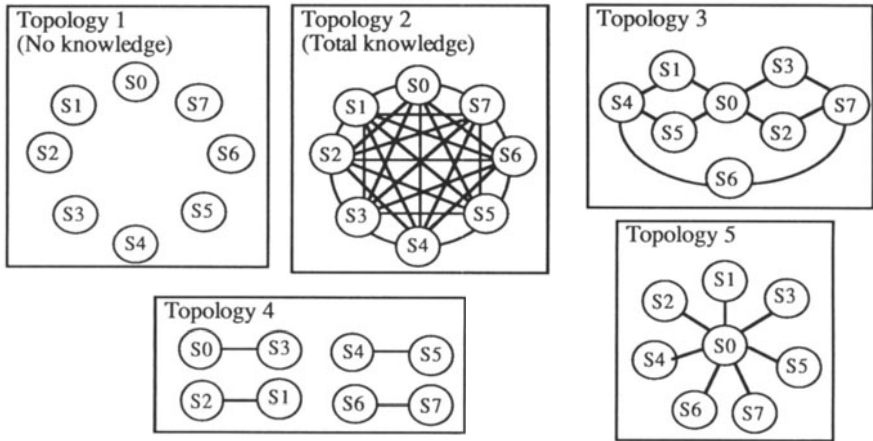 Topology 1
(No knowledge)
S0
S1
S7
S2
S6
S3
S5
S4
Topology 2
(Total knowledge)
S0
S1
S7
S2
S6
S3
S5
S4
Topology 3
S1
S3
S4
S0
S7
S5
S2
S6
Topology 4
S0
S3
S4
S5
S2
S1
S6
S7
Topology 5
S1
S2
S3
S0
S4
S5
S6
S7